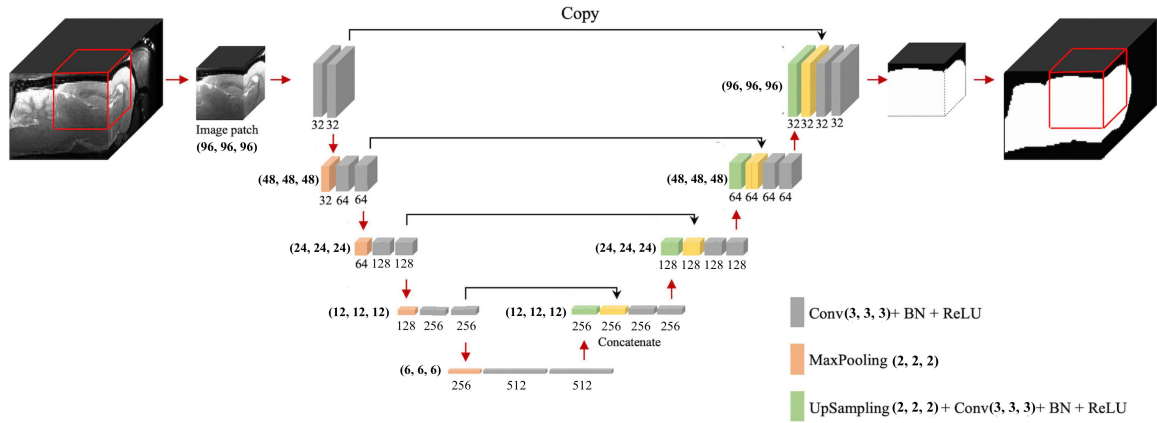 Copy
Image patch
(96, 96, 96)
32 32
(96, 96, 96)
32 32 32 32
(48, 48, 48)
32 64 64
(48, 48, 48)
64 64 64 64
(24, 24, 24)
64 128 128
(24, 24, 24)
128 128 128 128
(12, 12, 12)
128 256 256
(12, 12, 12)
256 256 256 256
Concatenate
(6, 6, 6)
256 512 512
Conv(3, 3, 3)+ BN + ReLU
MaxPooling (2, 2, 2)
UpSampling (2, 2, 2) + Conv(3, 3, 3)+ BN + ReLU